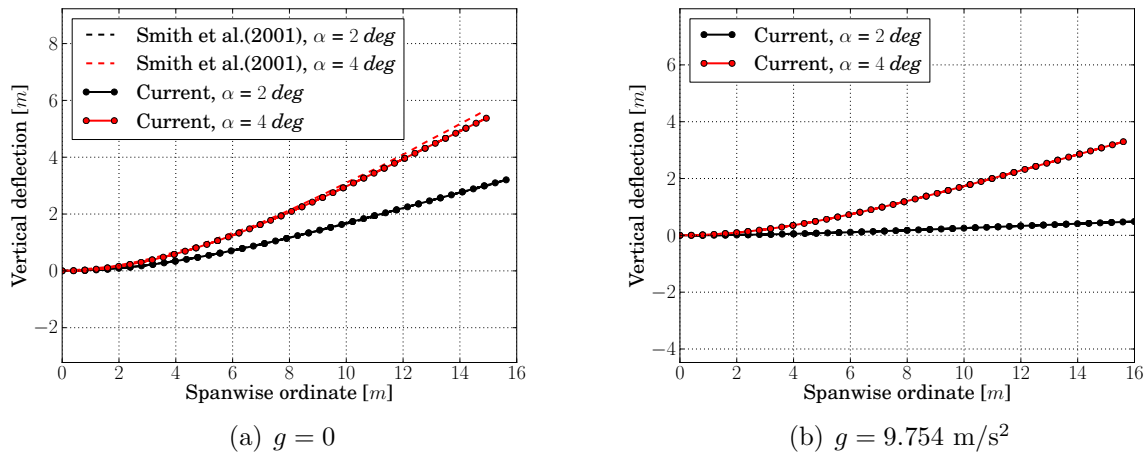 8
6
4
2
0
−2
Vertical deflection [m]
Smith et al.(2001), α = 2 deg
Smith et al.(2001), α = 4 deg
Current, α = 2 deg
Current, α = 4 deg
0 2 4 6 8 10 12 14 16
Spanwise ordinate [m]
(a) g = 0
6
4
2
0
−2
−4
Vertical deflection [m]
Current, α = 2 deg
Current, α = 4 deg
0 2 4 6 8 10 12 14 16
Spanwise ordinate [m]
(b) g = 9.754 m/s²